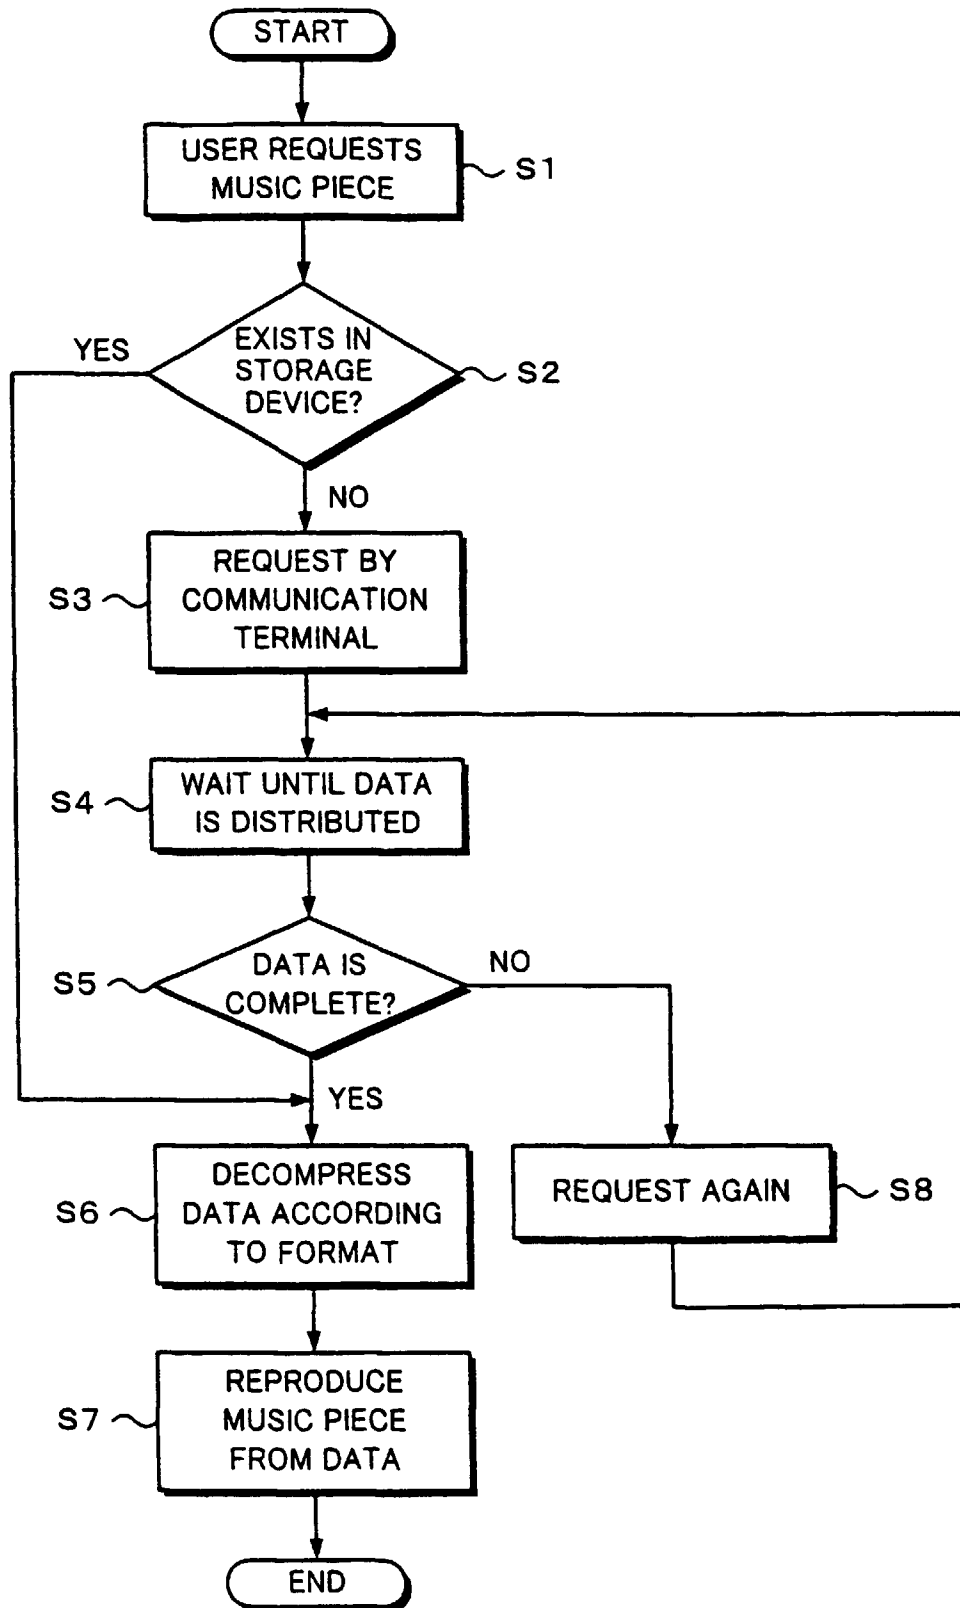 START
USER REQUESTS
MUSIC PIECE
S1
EXISTS IN
STORAGE
DEVICE?
S2
YES
NO
REQUEST BY
COMMUNICATION
TERMINAL
S3
WAIT UNTIL DATA
IS DISTRIBUTED
S4
DATA IS
COMPLETE?
S5
NO
YES
DECOMPRESS
DATA ACCORDING
TO FORMAT
S6
REQUEST AGAIN
S8
REPRODUCE
MUSIC PIECE
FROM DATA
S7
END